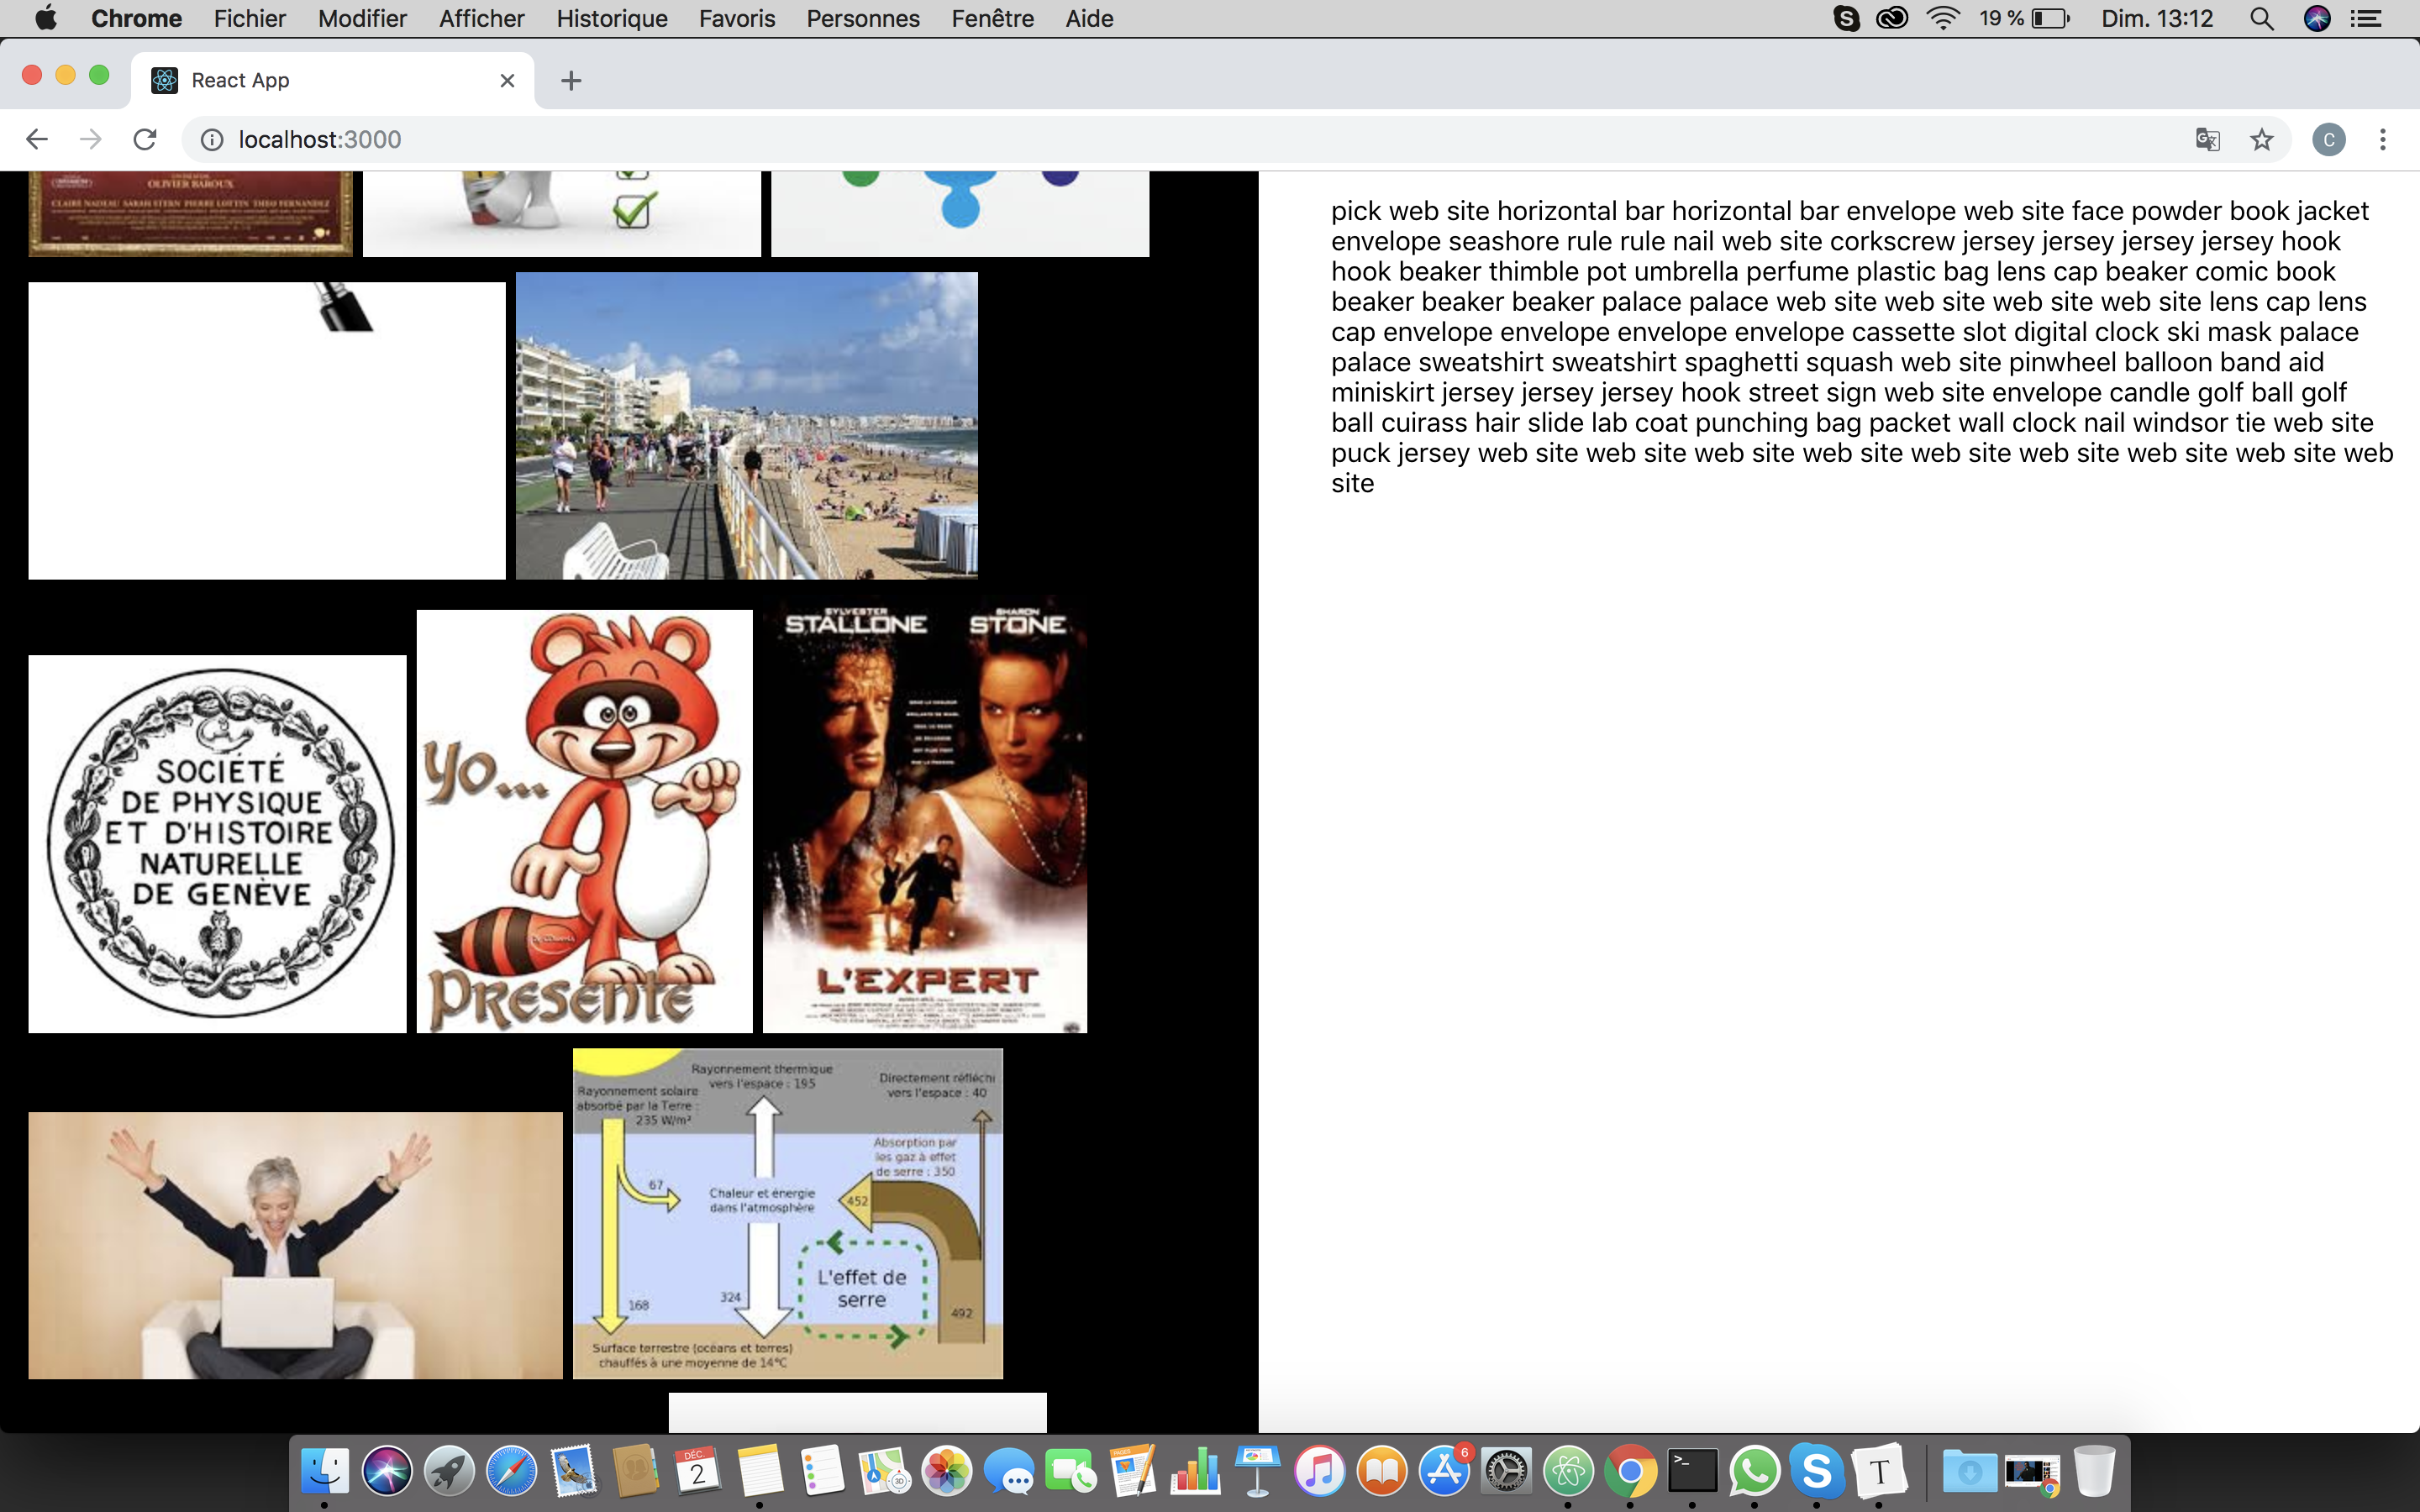 Chrome Fichier Modifier Afficher Historique Favoris Personnes Fenêtre Aide
19 % Dim. 13:12
React App
localhost:3000
C
OLIVIER BAROUX
CLAIRE NADEAU SARAH STERN PIERRE LOTTIN THEO FERNANDEZ
pick web site horizontal bar horizontal bar envelope web site face powder book jacket
envelope seashore rule rule nail web site corkscrew jersey jersey jersey jersey hook
hook beaker thimble pot umbrella perfume plastic bag lens cap beaker comic book
beaker beaker beaker palace palace web site web site web site web site lens cap lens
cap envelope envelope envelope envelope cassette slot digital clock ski mask palace
palace sweatshirt sweatshirt spaghetti squash web site pinwheel balloon band aid
miniskirt jersey jersey jersey hook street sign web site envelope candle golf ball golf
ball cuirass hair slide lab coat punching bag packet wall clock nail windsor tie web site
puck jersey web site web site web site web site web site web site web site web site web
site
SOCIÉTÉ
DE PHYSIQUE
ET D'HISTOIRE
NATURELLE
DE GENÈVE
Yo...
Presente
SYLVESTER
STALLONE
SHARON
STONE
L'EXPERT
Rayonnement solaire
absorbé par la Terre :
235 W/m²
Rayonnement thermique
vers l'espace : 195
Directement réfléchi
vers l'espace : 40
Absorption par
les gaz à effet
de serre : 350
67
Chaleur et énergie
dans l'atmosphère
452
L'effet de
serre
168
324
492
Surface terrestre (océans et terres)
chauffés à une moyenne de 14°C
DÉC.
2
3D
PAGES
6
>_
S
T